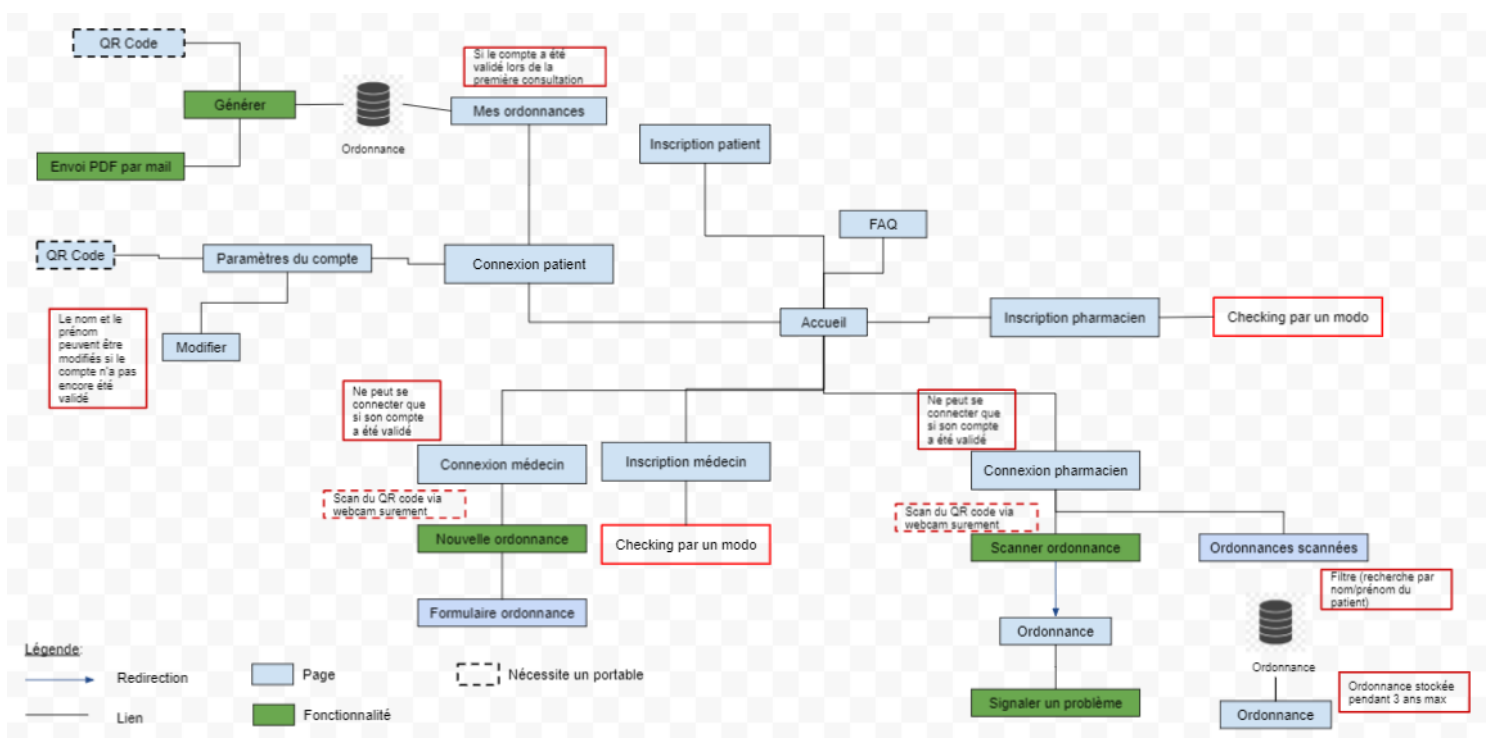 QR Code
Si le compte a été
validé lors de la
première consultation
Générer
Mes ordonnances
Ordonnance
Inscription patient
Envoi PDF par mail
FAQ
QR Code
Paramètres du compte
Connexion patient
Le nom et le
prénom
peuvent être
modifiés si le
compte n'a pas
encore été
validé
Modifier
Accueil
Inscription pharmacien
Checking par un modo
Ne peut se
connecter que
si son compte
a été validé
Ne peut se
connecter que
si son compte
a été validé
Connexion médecin
Inscription médecin
Connexion pharmacien
Scan du QR code via
webcam surement
Scan du QR code via
webcam surement
Nouvelle ordonnance
Checking par un modo
Scanner ordonnance
Ordonnances scannées
Filtre (recherche par
nom/prénom du
patient)
Formulaire ordonnance
Ordonnance
Ordonnance
Ordonnance stockée
pendant 3 ans max
Signaler un problème
Ordonnance
Légende:
Redirection
Page
Nécessite un portable
Lien
Fonctionnalité